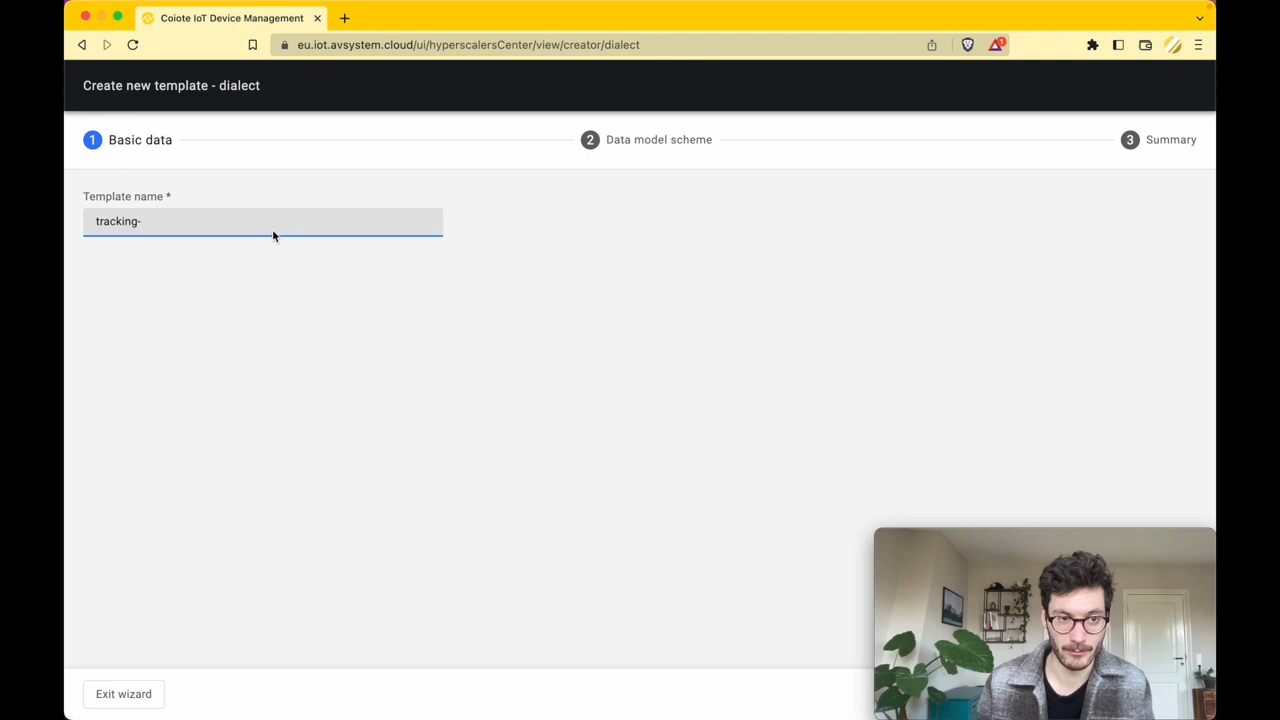 Coiote IoT Device Management
eu.iot.avsystem.cloud/ui/hyperscalersCenter/view/creator/dialect
1
Create new template - dialect
1 Basic data
2 Data model scheme
3 Summary
Template name *
tracking-
Exit wizard